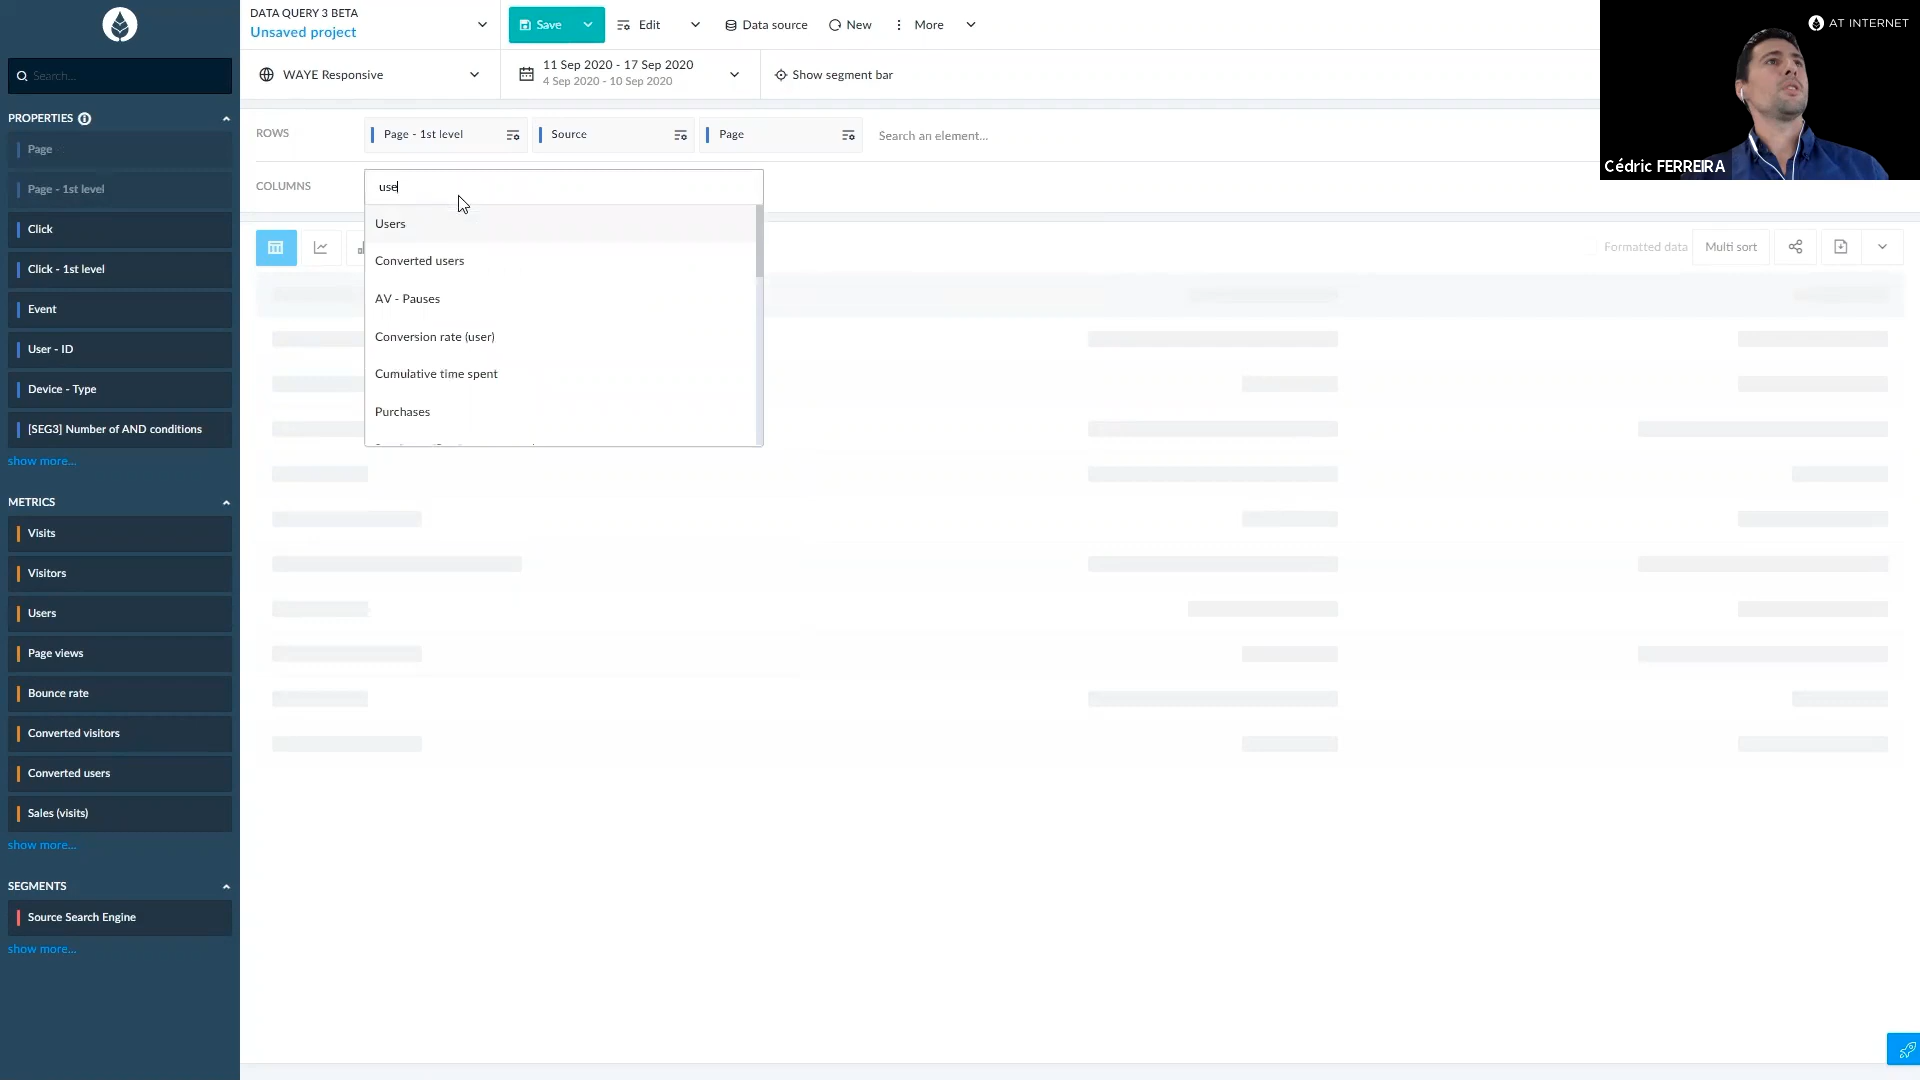 DATA QUERY 3 BETA
Unsaved project
Save
Edit
Data source
New
More
AT INTERNET
Search...
WAYE Responsive
11 Sep 2020 - 17 Sep 2020
4 Sep 2020 - 10 Sep 2020
Show segment bar
PROPERTIES
Page
Page - 1st level
Click
Click - 1st level
Event
User - ID
Device - Type
[SEG3] Number of AND conditions
show more...
METRICS
Visits
Visitors
Users
Page views
Bounce rate
Converted visitors
Converted users
Sales (visits)
show more...
SEGMENTS
Source Search Engine
show more...
ROWS
Page - 1st level
Source
Page
Search an element...
Cédric FERREIRA
COLUMNS
use
Users
Converted users
AV - Pauses
Conversion rate (user)
Cumulative time spent
Purchases
Formatted data
Multi sort